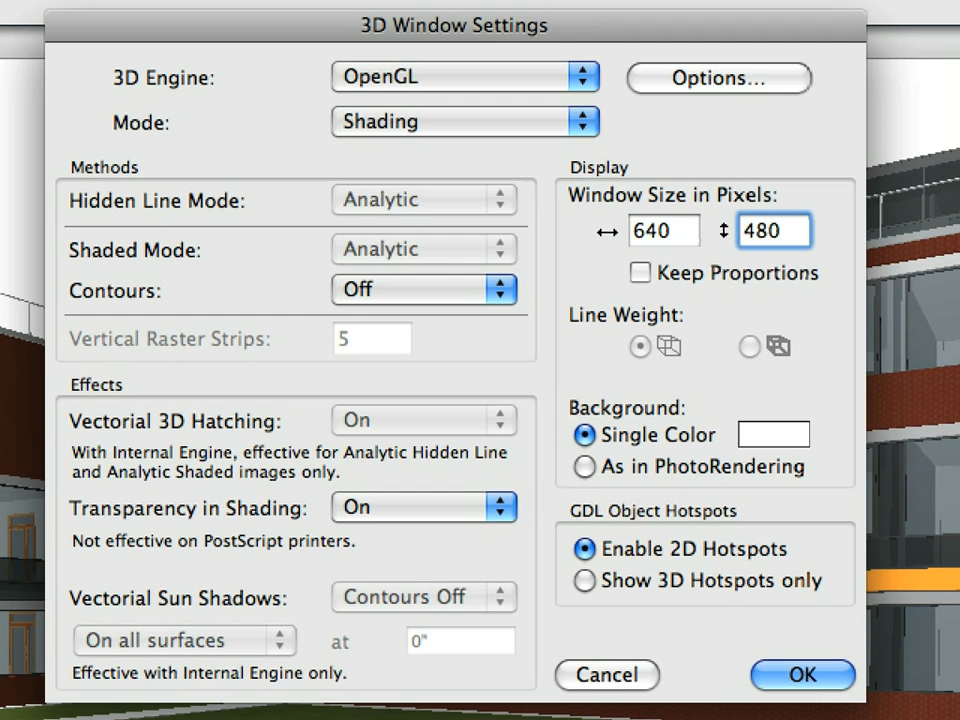 3D Window Settings
3D Engine: OpenGL Options...
Mode: Shading
Methods
Hidden Line Mode: Analytic
Shaded Mode: Analytic
Contours: Off
Vertical Raster Strips: 5
Effects
Vectorial 3D Hatching: On
With Internal Engine, effective for Analytic Hidden Line
and Analytic Shaded images only.
Transparency in Shading: On
Not effective on PostScript printers.
Vectorial Sun Shadows: Contours Off
On all surfaces at 0"
Effective with Internal Engine only.
Display
Window Size in Pixels:
640 480
Keep Proportions
Line Weight:
Background:
Single Color
As in PhotoRendering
GDL Object Hotspots
Enable 2D Hotspots
Show 3D Hotspots only
Cancel OK